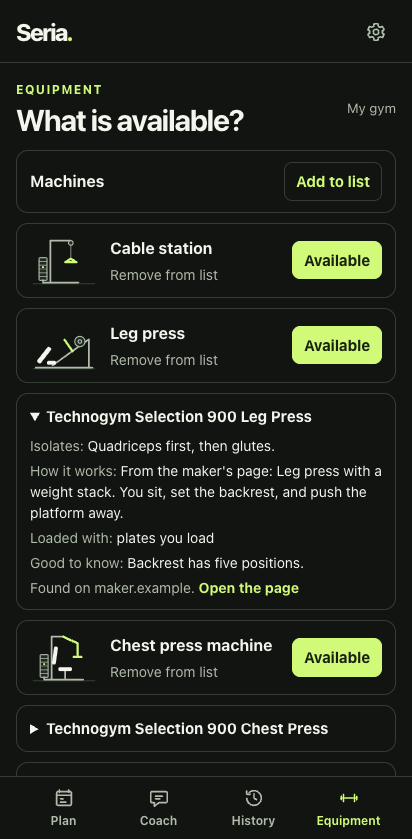 Seria.
EQUIPMENT
What is available?
My gym
Machines
Add to list
Cable station
Remove from list
Available
Leg press
Remove from list
Available
Technogym Selection 900 Leg Press
Isolates: Quadriceps first, then glutes.
How it works: From the maker's page: Leg press with a
weight stack. You sit, set the backrest, and push the
platform away.
Loaded with: plates you load
Good to know: Backrest has five positions.
Found on maker.example. Open the page
Chest press machine
Remove from list
Available
Technogym Selection 900 Chest Press
Plan
Coach
History
Equipment